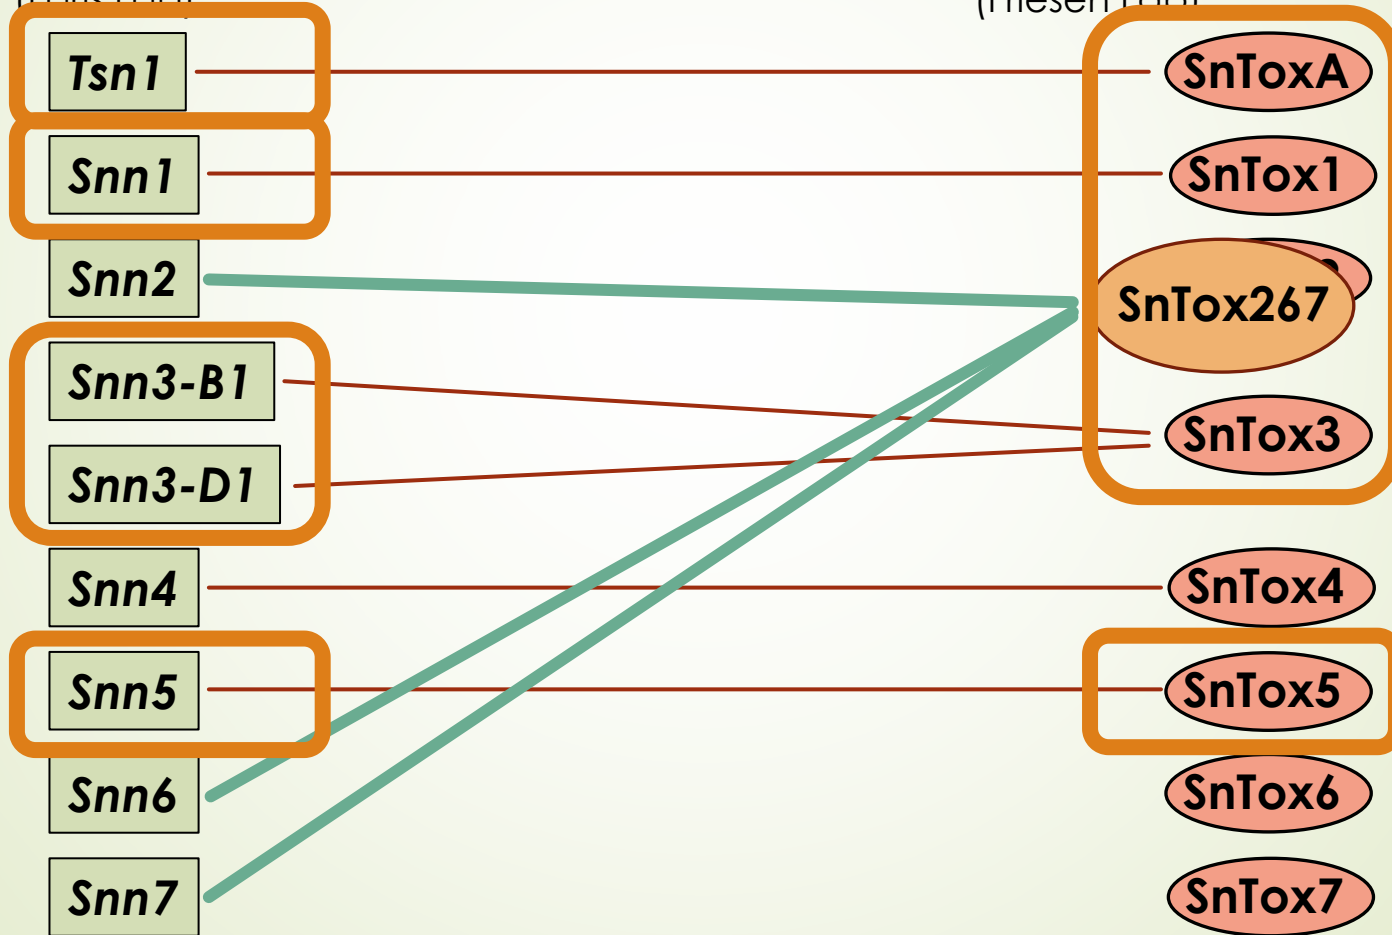 Tsn1 SnToxA
Snn1 SnTox1
Snn2 SnTox267
Snn3-B1
Snn3-D1 SnTox3
Snn4 SnTox4
Snn5 SnTox5
Snn6 SnTox6
Snn7 SnTox7